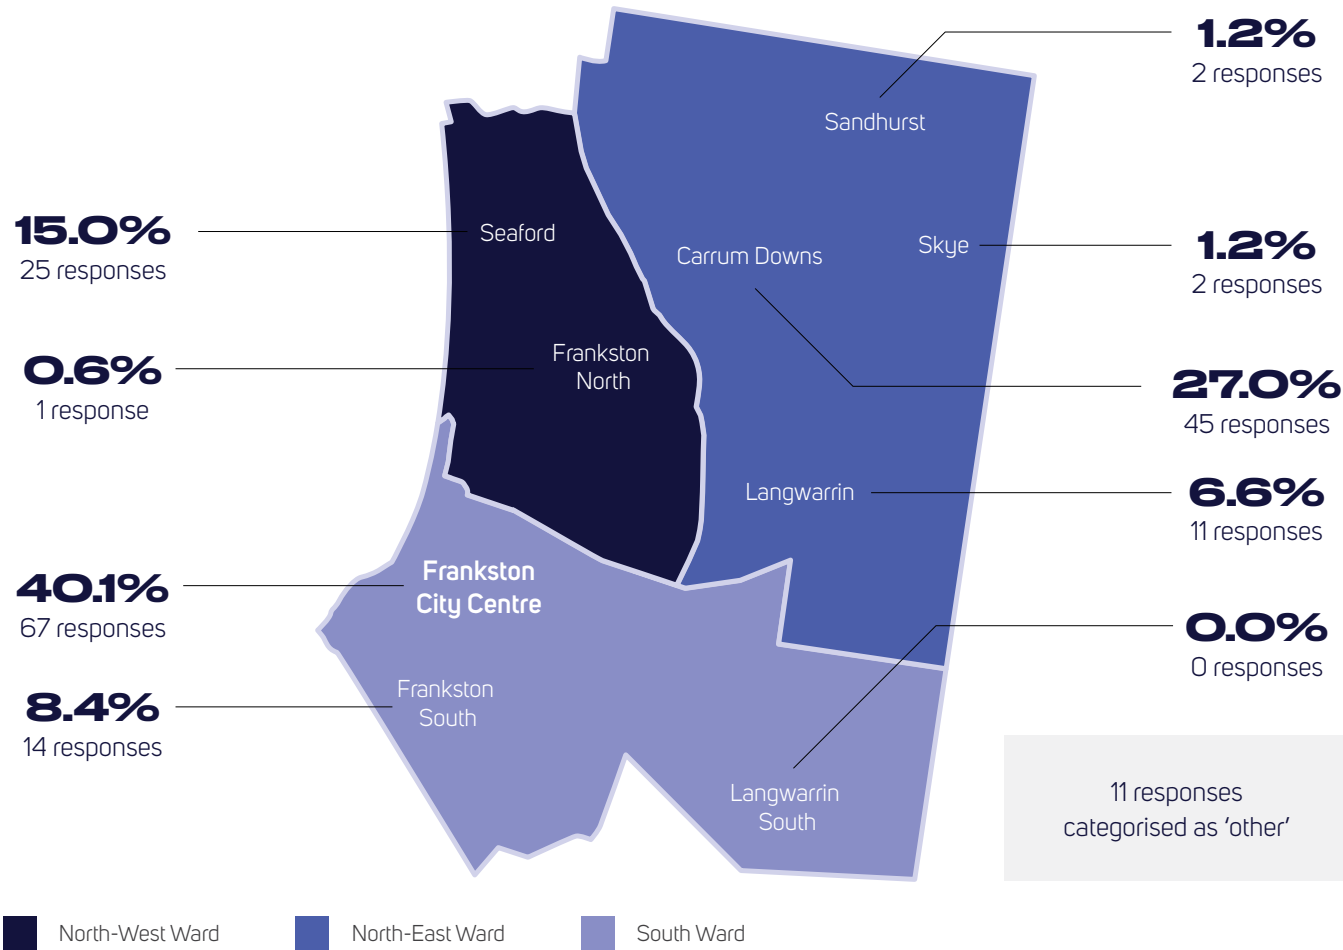 1.2%
2 responses
Sandhurst
15.0%
25 responses
Seaford
Carrum Downs
Skye
1.2%
2 responses
0.6%
1 response
Frankston
North
27.0%
45 responses
Langwarrin
6.6%
11 responses
40.1%
67 responses
Frankston
City Centre
0.0%
0 responses
8.4%
14 responses
Frankston
South
Langwarrin
South
11 responses
categorised as ‘other’
North-West Ward
North-East Ward
South Ward